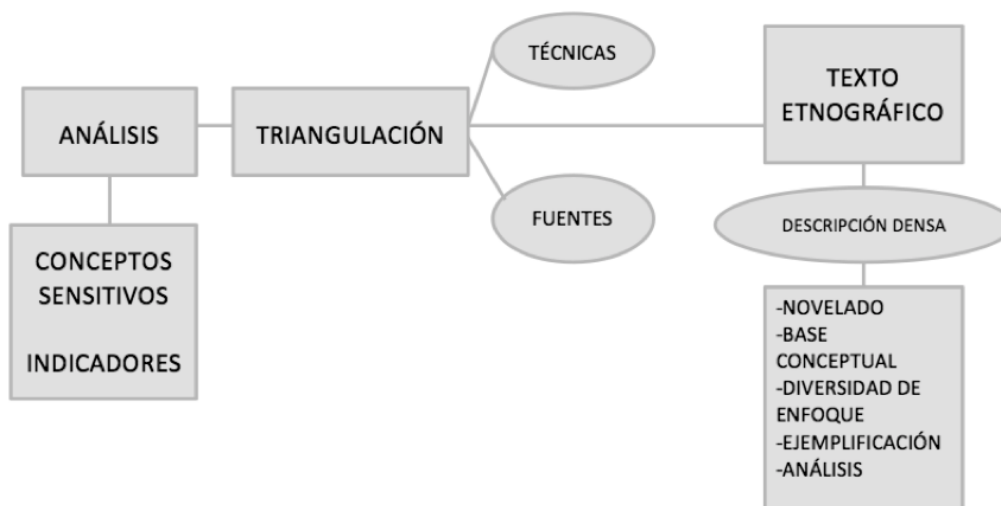 ANÁLISIS
CONCEPTOS
SENSITIVOS
INDICADORES
TRIANGULACIÓN
TÉCNICAS
FUENTES
TEXTO
ETNOGRÁFICO
DESCRIPCIÓN DENSA
-NOVELADO
-BASE
CONCEPTUAL
-DIVERSIDAD DE
ENFOQUE
-EJEMPLIFICACIÓN
-ANÁLISIS